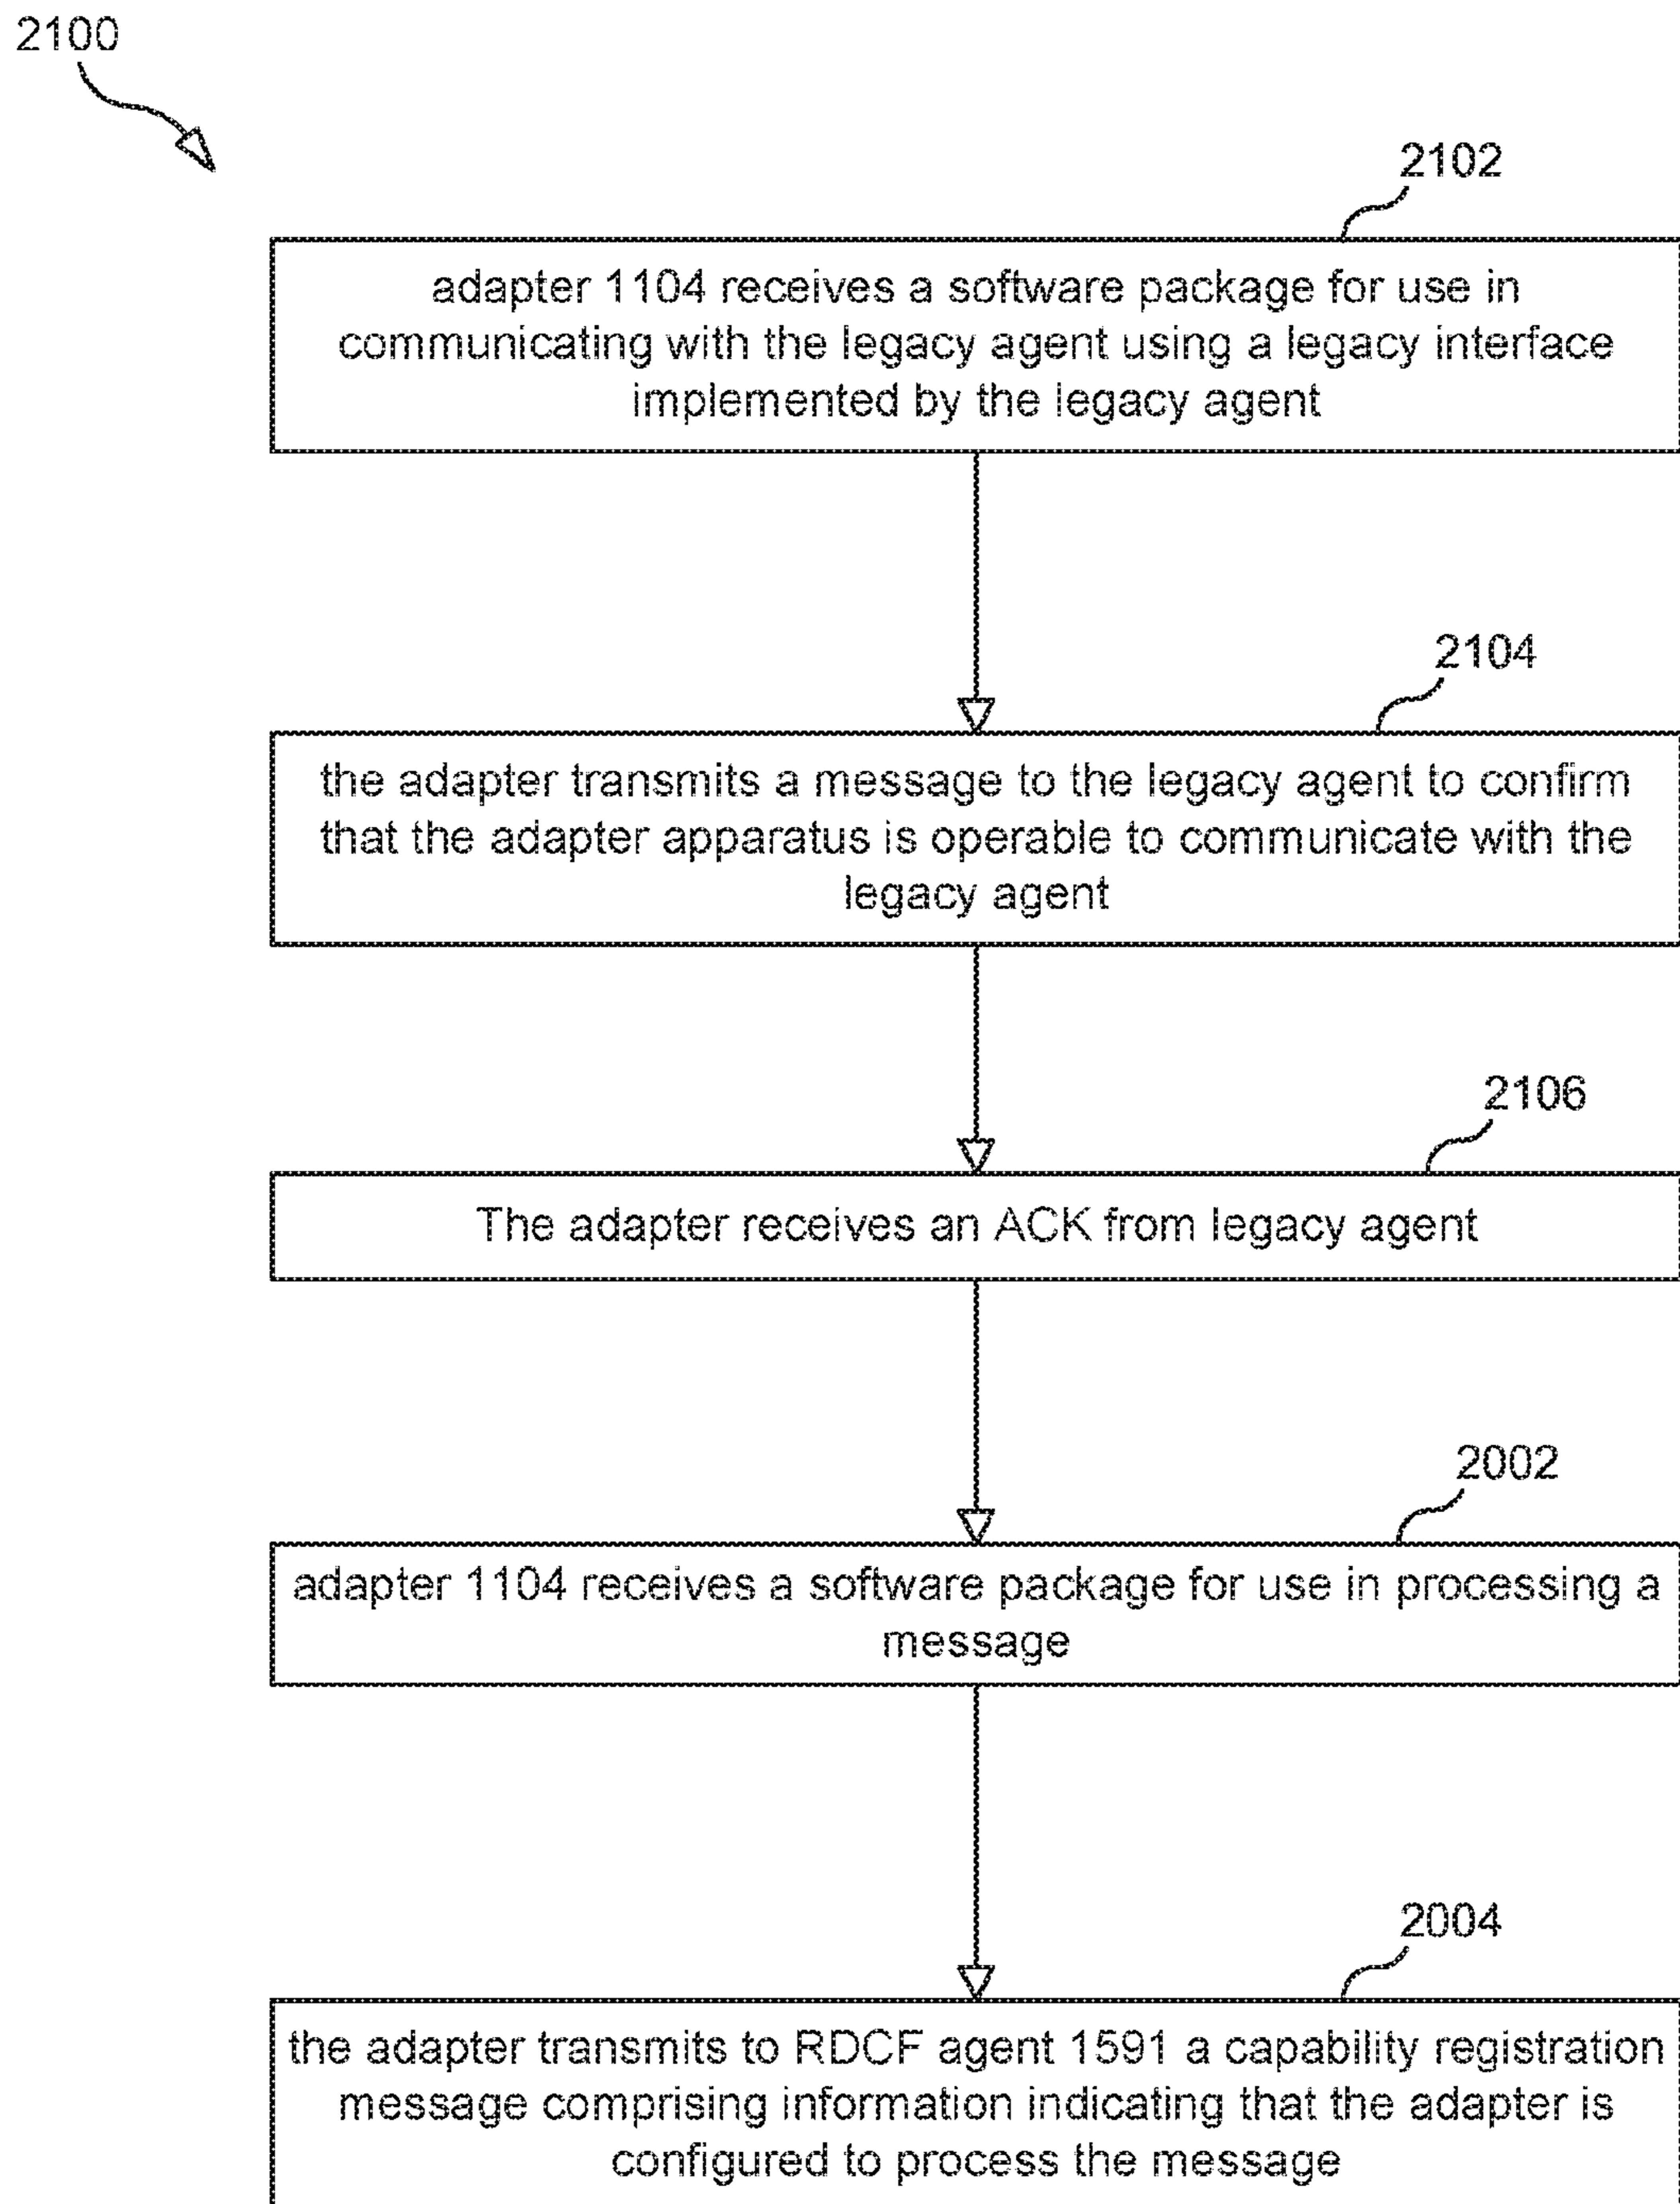 2100
2102
adapter 1104 receives a software package for use in
communicating with the legacy agent using a legacy interface
implemented by the legacy agent
2104
the adapter transmits a message to the legacy agent to confirm
that the adapter apparatus is operable to communicate with the
legacy agent
2106
The adapter receives an ACK from legacy agent
2002
adapter 1104 receives a software package for use in processing a
message
2004
the adapter transmits to RDCF agent 1591 a capability registration
message comprising information indicating that the adapter is
configured to process the message